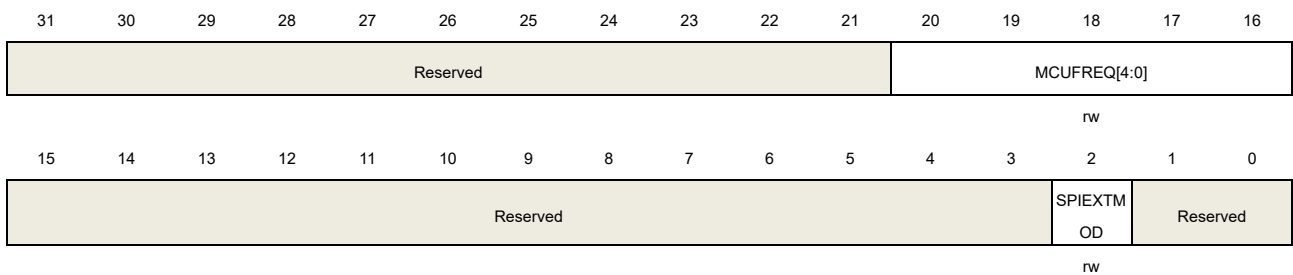 31 30 29 28 27 26 25 24 23 22 21 20 19 18 17 16
Reserved MCUFREQ[4:0]
rw
15 14 13 12 11 10 9 8 7 6 5 4 3 2 1 0
Reserved SPIEXTM
OD Reserved
rw